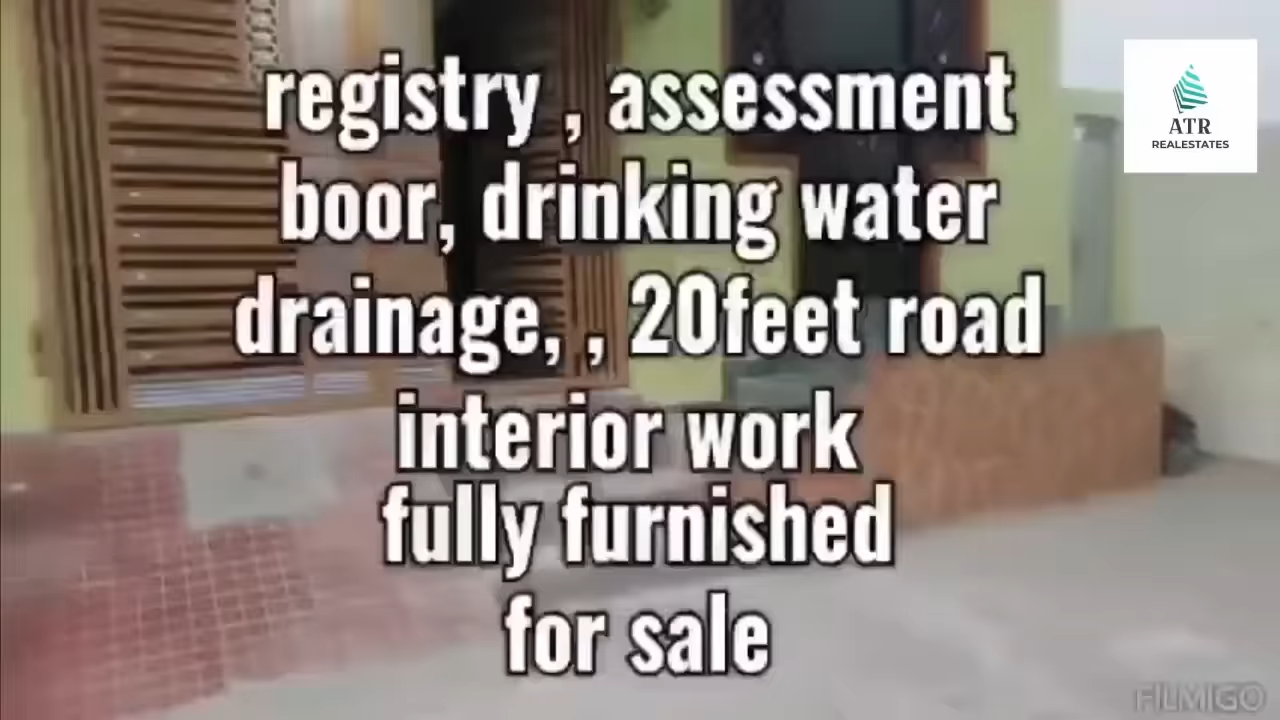 registry , assessment
boor, drinking water
drainage, , 20feet road
interior work
fully furnished
for sale
ATR
REALESTATES
FILMIGO